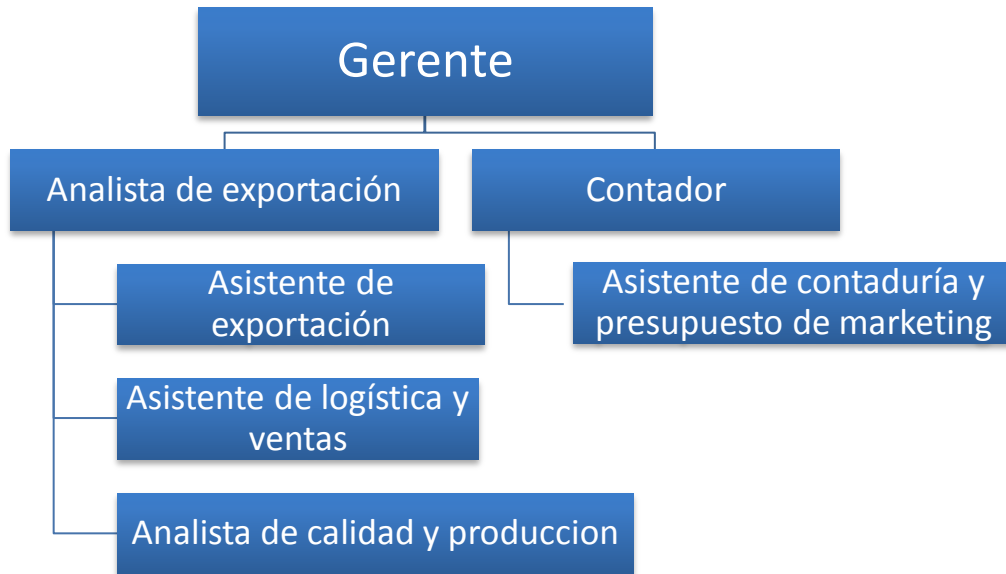 Gerente
Analista de exportación
Contador
Asistente de
exportación
Asistente de contaduría y
presupuesto de marketing
Asistente de logística y
ventas
Analista de calidad y produccion